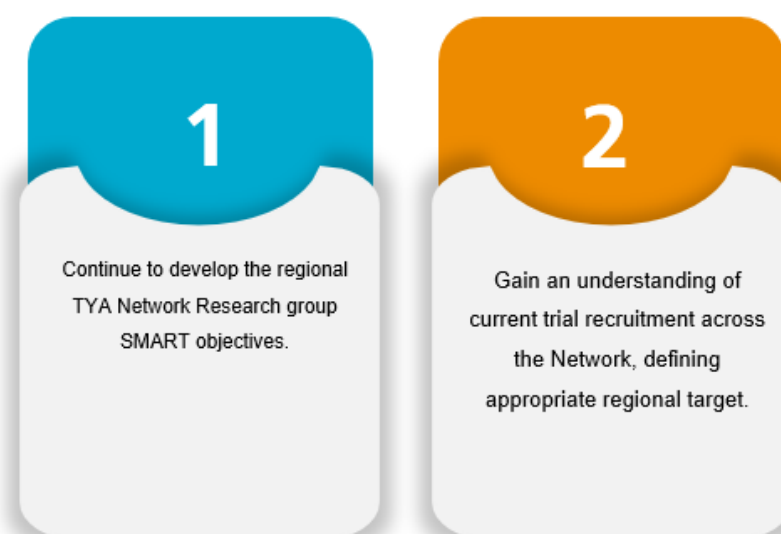 1
Continue to develop the regional
TYA Network Research group
SMART objectives.
2
Gain an understanding of
current trial recruitment across
the Network, defining
appropriate regional target.